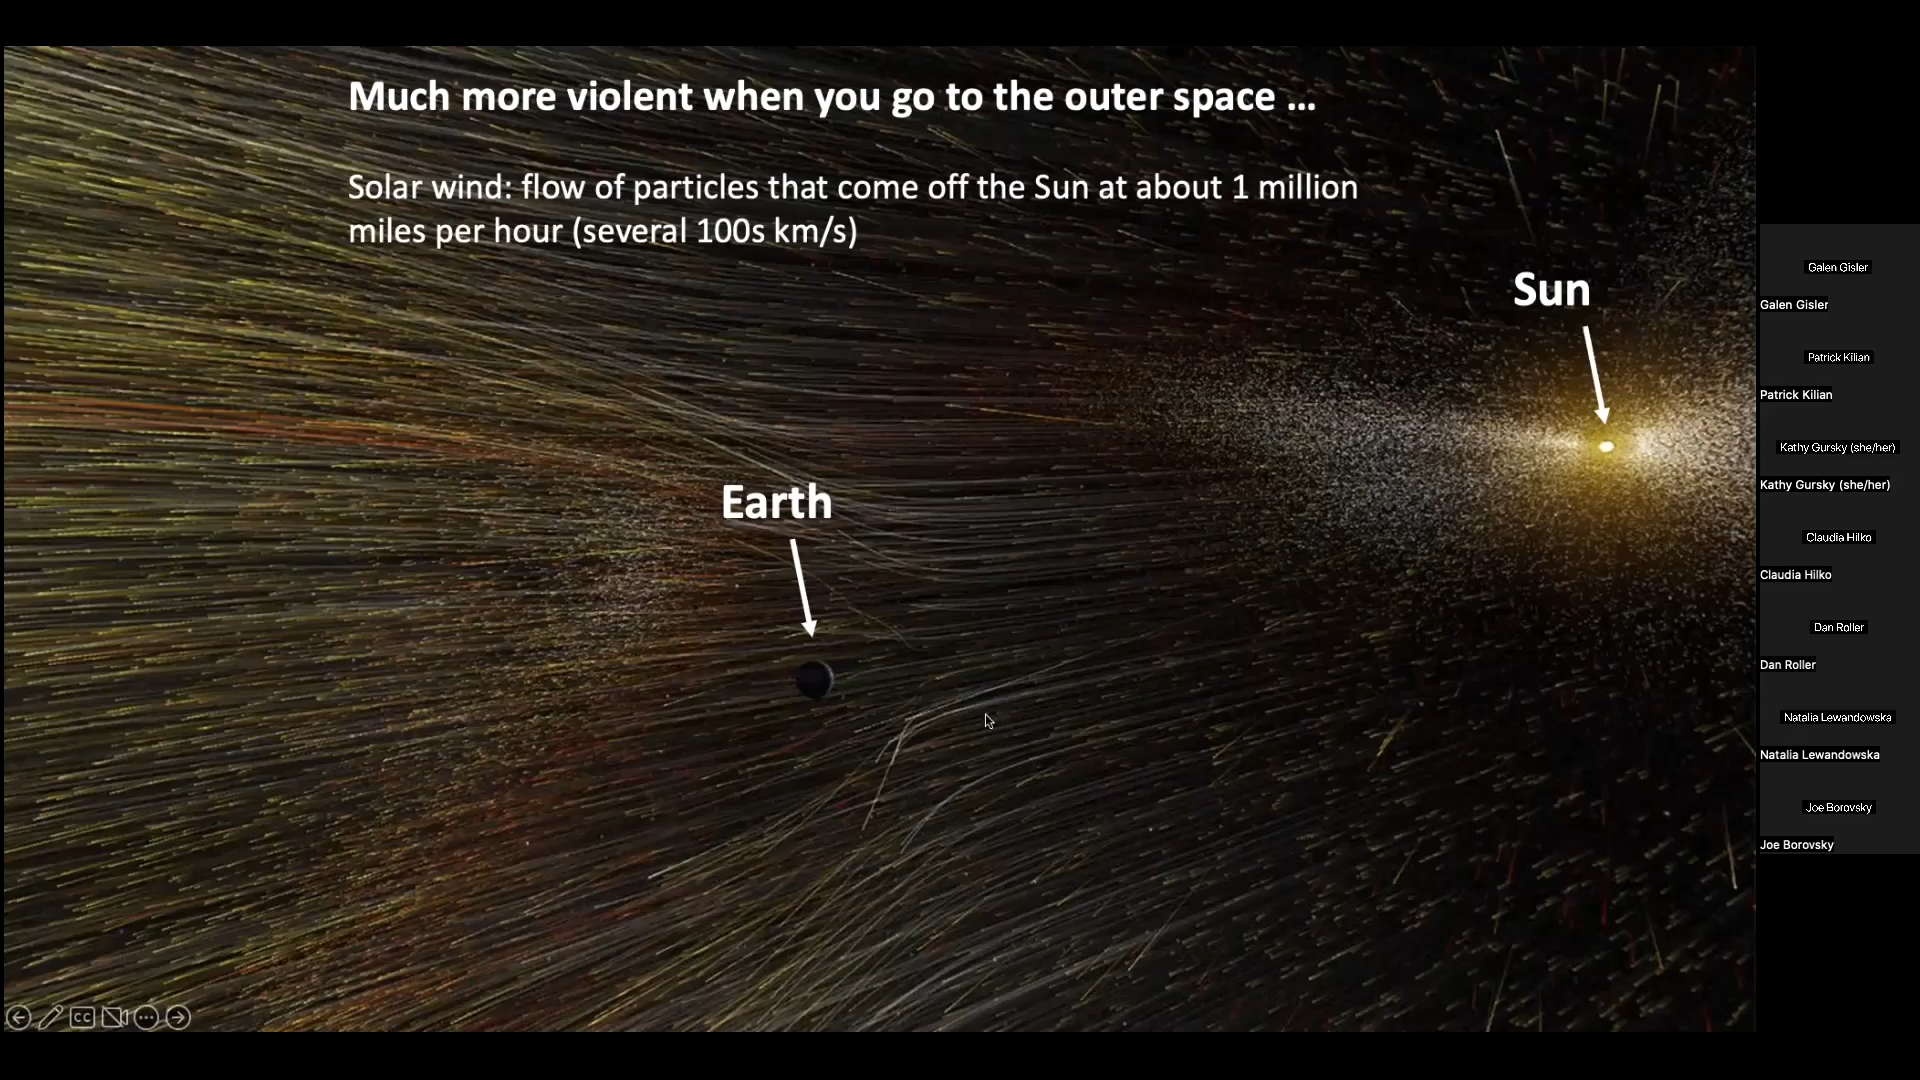 Much more violent when you go to the outer space ...
Solar wind: flow of particles that come off the Sun at about 1 million
miles per hour (several 100s km/s)
Sun
Earth
Galen Gisler
Galen Gisler
Patrick Kilian
Patrick Kilian
Kathy Gursky (she/her)
Kathy Gursky (she/her)
Claudia Hilko
Claudia Hilko
Dan Roller
Dan Roller
Natalia Lewandowska
Natalia Lewandowska
Joe Borovsky
Joe Borovsky
CC